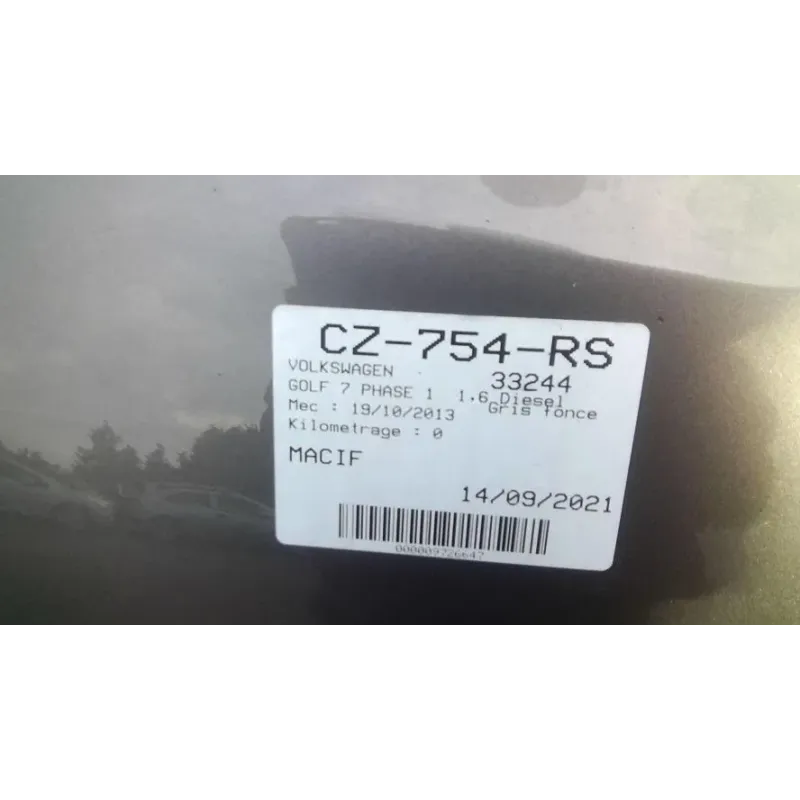 CZ-754-RS
VOLKSWAGEN 33244
GOLF 7 PHASE 1 1,6 Diesel
Mec : 19/10/2013 Gris fonce
Kilometrage : 0
MACIF
14/09/2021
000009726647